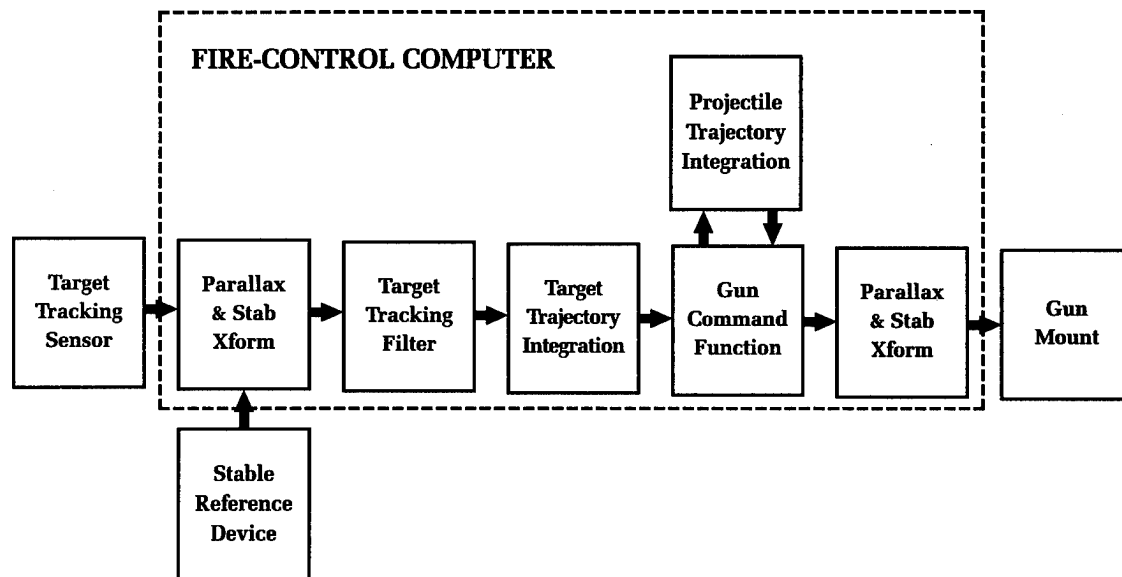 FIRE-CONTROL COMPUTER
Projectile
Trajectory
Integration
Target
Tracking
Sensor
Parallax
& Stab
Xform
Target
Tracking
Filter
Target
Trajectory
Integration
Gun
Command
Function
Parallax
& Stab
Xform
Gun
Mount
Stable
Reference
Device